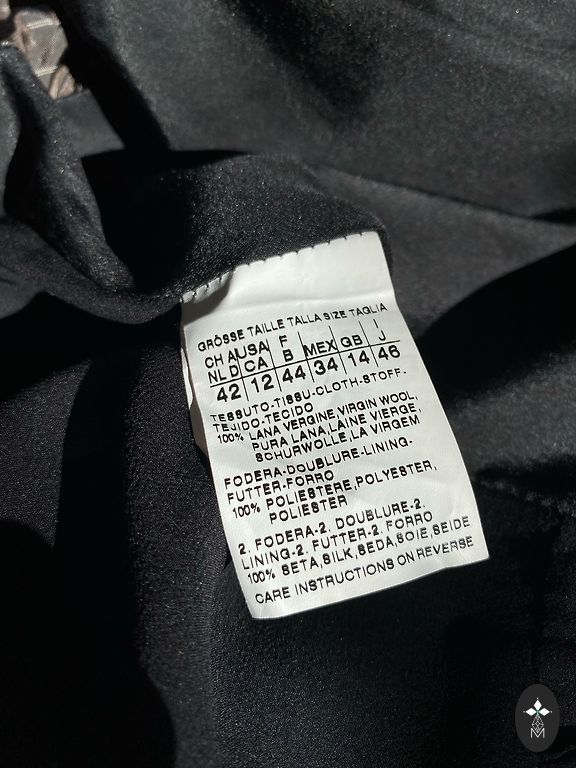 GRÖSSE TAILLE TALLA SIZE TAGLIA
CH A USA F I
NL D CA B MEX GB J
42 12 44 34 14 46
TESSUTO-TISSU-CLOTH-STOFF-
TEJIDO-TECIDO
100% LANA VERGINE,VIRGIN WOOL,
PURA LANA,LAINE VIERGE,
SCHURWOLLE,LA VIRGEM
FODERA-DOUBLURE-LINING-
FUTTER-FORRO
100% POLIESTERE,POLYESTER,
POLIESTER
2. FODERA-2. DOUBLURE-2.
LINING-2. FUTTER-2. FORRO
100% SETA,SILK,SEDA,SOIE,SEIDE
CARE INSTRUCTIONS ON REVERSE